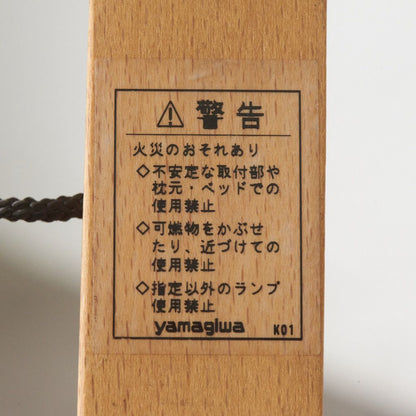 ⚠警告
火災のおそれあり
◇不安定な取付部や
枕元・ベッドでの
使用禁止
◇可燃物をかぶせ
たり、近づけての
使用禁止
◇指定以外のランプ
使用禁止
yamagiwa K01